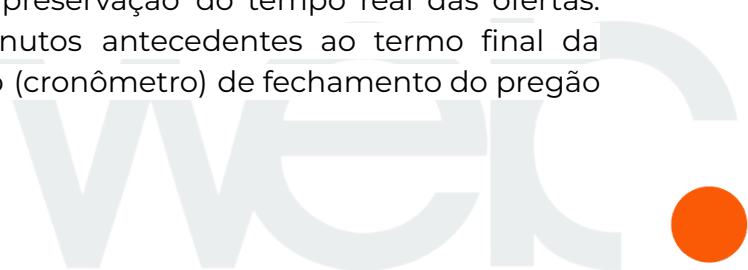 preservação do tempo real das ofertas.
nutos antecedentes ao termo final da
(cronômetro) de fechamento do pregão